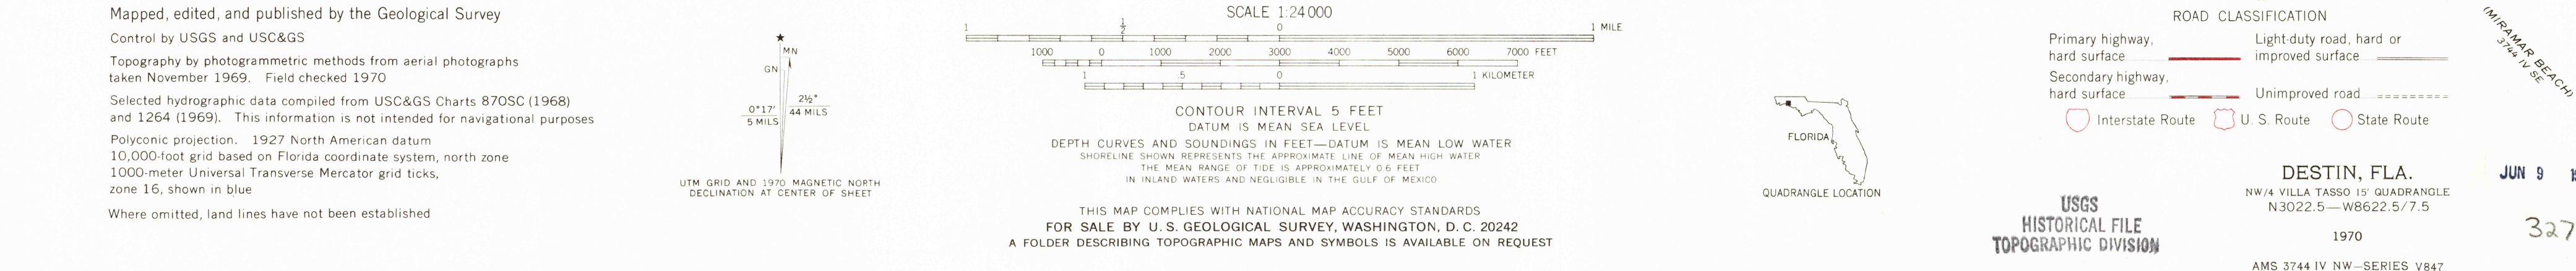 Mapped, edited, and published by the Geological Survey
Control by USGS and USC&GS
Topography by photogrammetric methods from aerial photographs
taken November 1969. Field checked 1970
Selected hydrographic data compiled from USC&GS Charts 870SC (1968)
and 1264 (1969). This information is not intended for navigational purposes
Polyconic projection. 1927 North American datum
10,000-foot grid based on Florida coordinate system, north zone
1000-meter Universal Transverse Mercator grid ticks,
zone 16, shown in blue
Where omitted, land lines have not been established
★
MN
GN
0°17'
5 MILS
2½°
44 MILS
UTM GRID AND 1970 MAGNETIC NORTH
DECLINATION AT CENTER OF SHEET
SCALE 1:24 000
1 ½ 0 1 MILE
1000 0 1000 2000 3000 4000 5000 6000 7000 FEET
1 .5 0 1 KILOMETER
CONTOUR INTERVAL 5 FEET
DATUM IS MEAN SEA LEVEL
DEPTH CURVES AND SOUNDINGS IN FEET—DATUM IS MEAN LOW WATER
SHORELINE SHOWN REPRESENTS THE APPROXIMATE LINE OF MEAN HIGH WATER
THE MEAN RANGE OF TIDE IS APPROXIMATELY 0.6 FEET
IN INLAND WATERS AND NEGLIGIBLE IN THE GULF OF MEXICO
THIS MAP COMPLIES WITH NATIONAL MAP ACCURACY STANDARDS
FOR SALE BY U. S. GEOLOGICAL SURVEY, WASHINGTON, D. C. 20242
A FOLDER DESCRIBING TOPOGRAPHIC MAPS AND SYMBOLS IS AVAILABLE ON REQUEST
FLORIDA
QUADRANGLE LOCATION
ROAD CLASSIFICATION
Primary highway,
hard surface
Light-duty road, hard or
improved surface
Secondary highway,
hard surface
Unimproved road
Interstate Route
U. S. Route
State Route
(MIRAMAR BEACH)
3744 IV SE
USGS
HISTORICAL FILE
TOPOGRAPHIC DIVISION
DESTIN, FLA.
NW/4 VILLA TASSO 15' QUADRANGLE
N3022.5—W8622.5/7.5
1970
AMS 3744 IV NW—SERIES V847
JUN 9
327